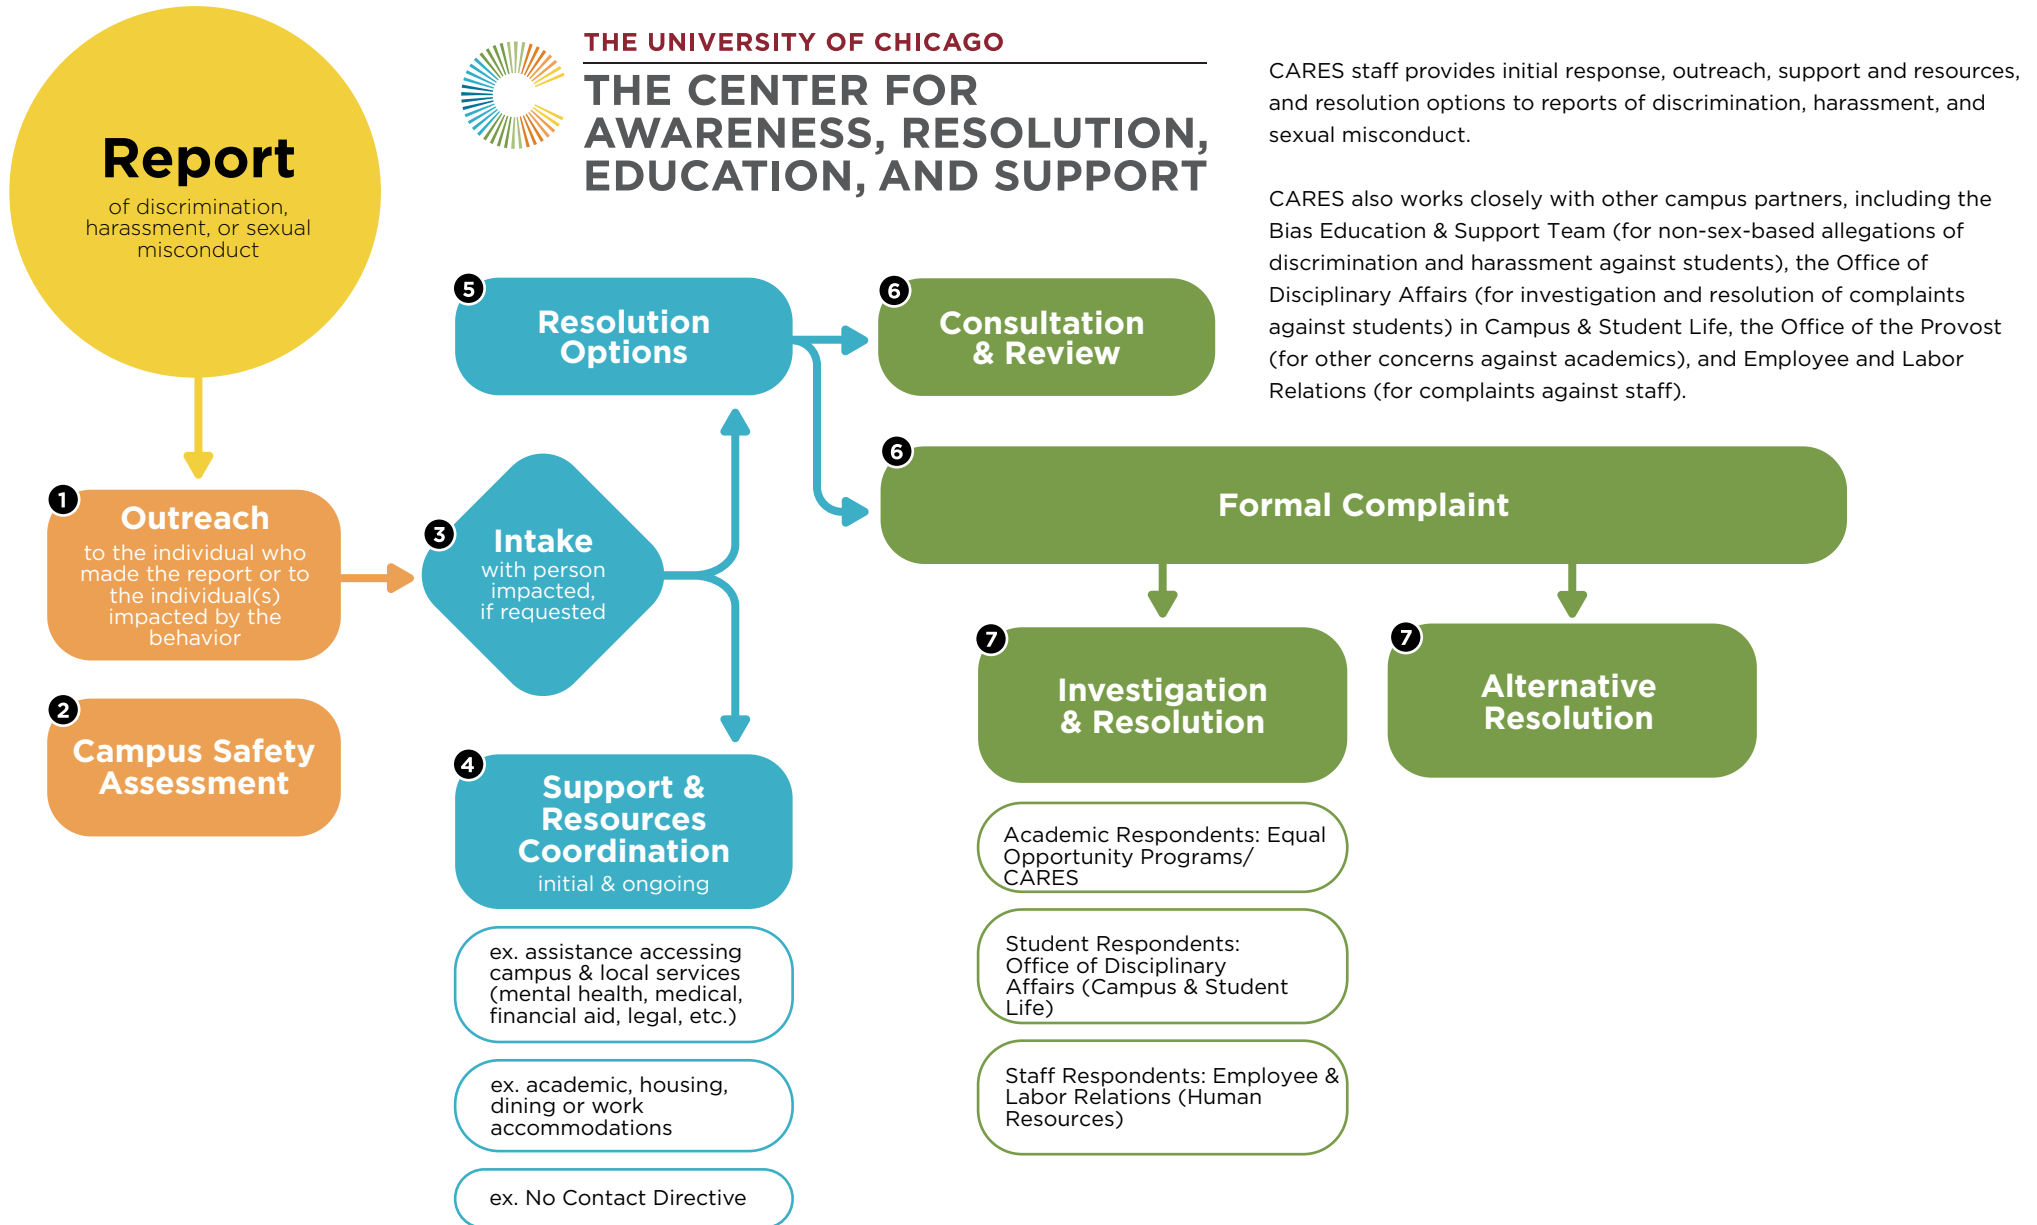 Report
of discrimination,
harassment, or sexual
misconduct
THE UNIVERSITY OF CHICAGO
THE CENTER FOR
AWARENESS, RESOLUTION,
EDUCATION, AND SUPPORT
CARES staff provides initial response, outreach, support and resources,
and resolution options to reports of discrimination, harassment, and
sexual misconduct.
CARES also works closely with other campus partners, including the
Bias Education & Support Team (for non-sex-based allegations of
discrimination and harassment against students), the Office of
Disciplinary Affairs (for investigation and resolution of complaints
against students) in Campus & Student Life, the Office of the Provost
(for other concerns against academics), and Employee and Labor
Relations (for complaints against staff).
1
Outreach
to the individual who
made the report or to
the individual(s)
impacted by the
behavior
2
Campus Safety
Assessment
3
Intake
with person
impacted,
if requested
4
Support &
Resources
Coordination
initial & ongoing
ex. assistance accessing
campus & local services
(mental health, medical,
financial aid, legal, etc.)
ex. academic, housing,
dining or work
accommodations
ex. No Contact Directive
5
Resolution
Options
6
Consultation
& Review
6
Formal Complaint
7
Investigation
& Resolution
Academic Respondents: Equal
Opportunity Programs/
CARES
Student Respondents:
Office of Disciplinary
Affairs (Campus & Student
Life)
Staff Respondents: Employee &
Labor Relations (Human
Resources)
7
Alternative
Resolution